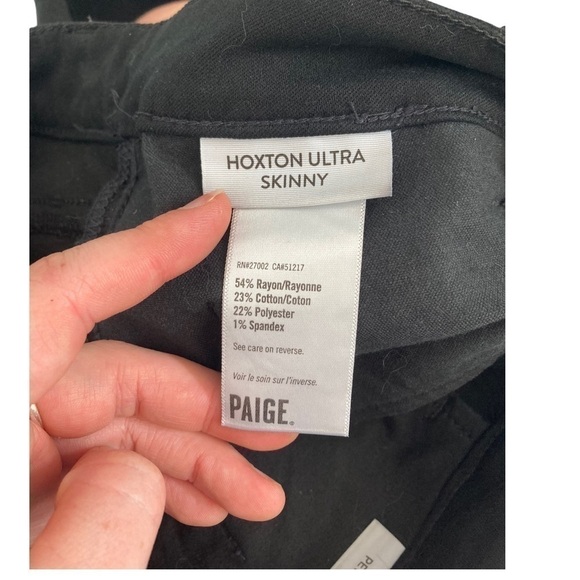 HOXTON ULTRA
SKINNY
RN#27002 CA#51217
54% Rayon/Rayonne
23% Cotton/Coton
22% Polyester
1% Spandex
See care on reverse.
Voir le soin sur l'inverse.
PAIGE.